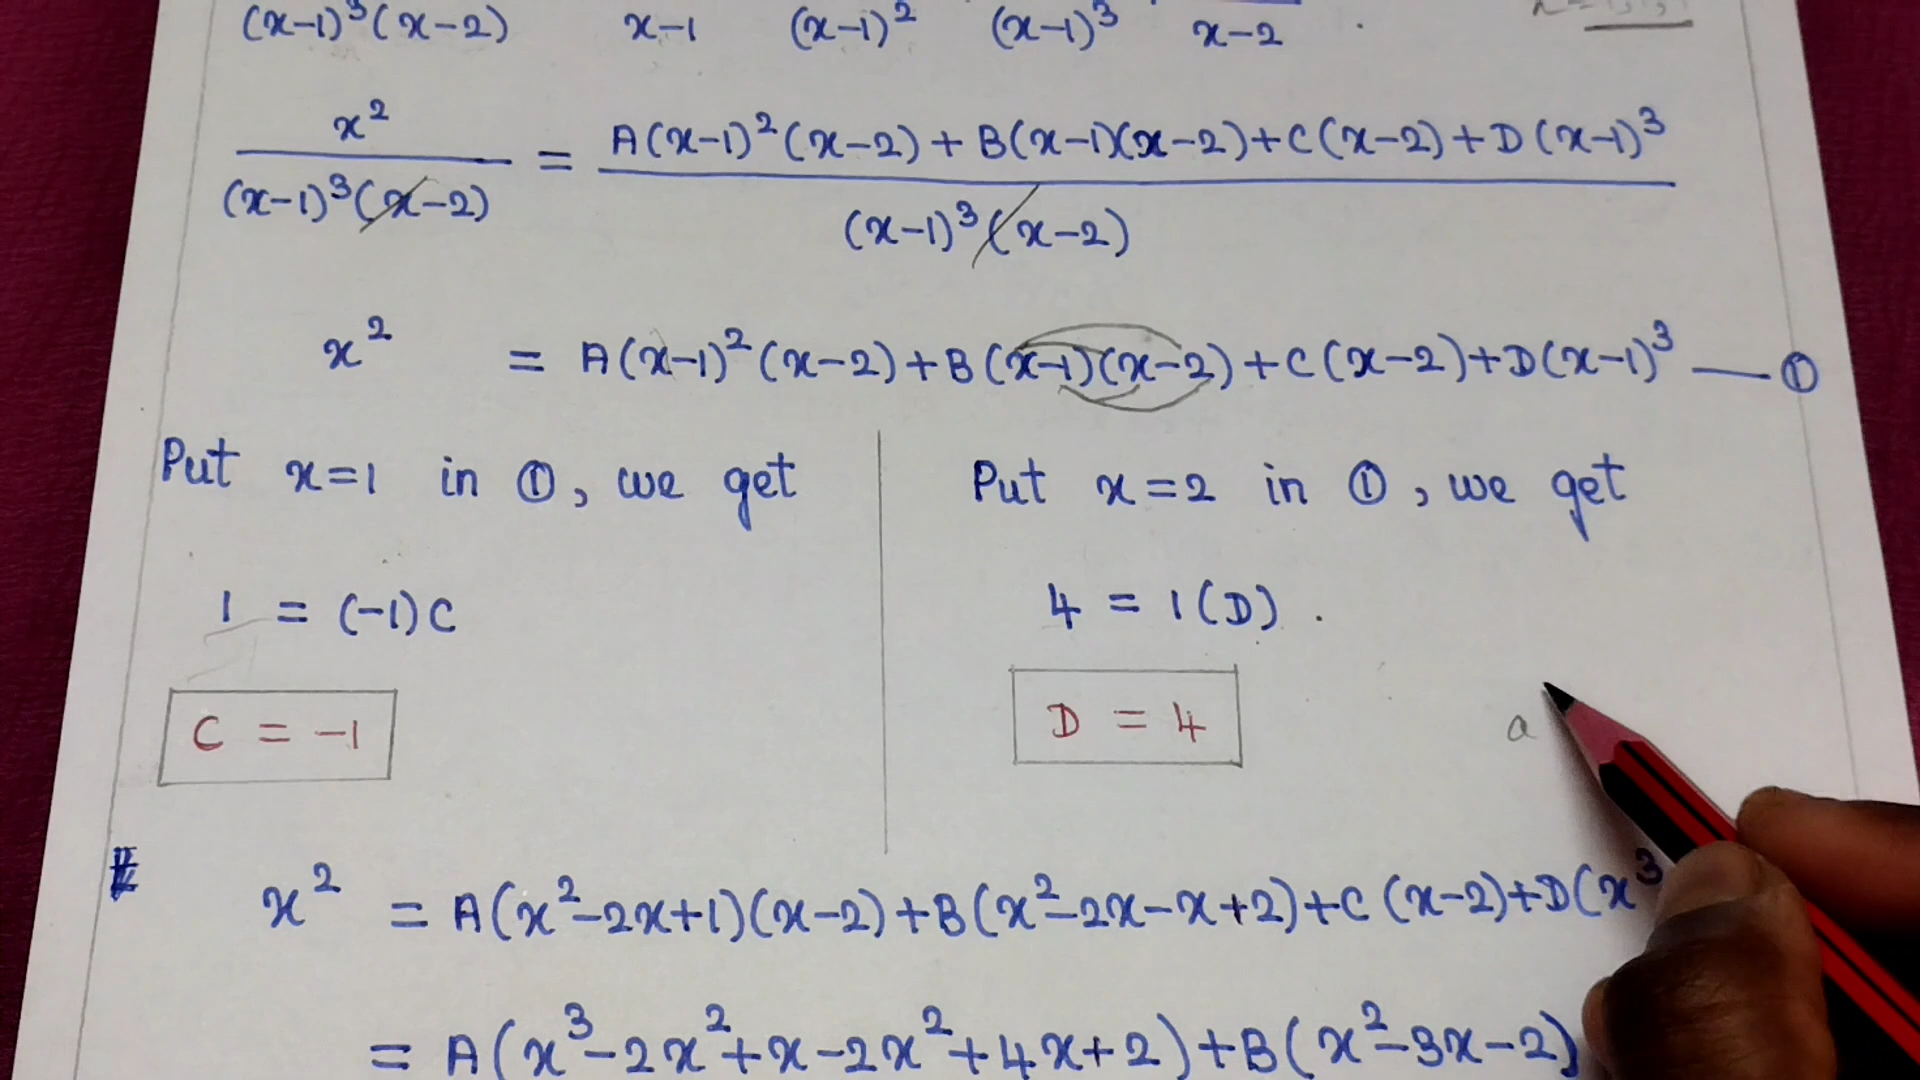 (x-1)³(x-2) x-1 (x-1)² (x-1)³ x-2
x² / (x-1)³(x-2) = A(x-1)²(x-2)+B(x-1)(x-2)+C(x-2)+D(x-1)³ / (x-1)³(x-2)
x² = A(x-1)²(x-2)+B(x-1)(x-2)+C(x-2)+D(x-1)³ — ①
Put x=1 in ①, we get
1 = (-1)C
C = -1
Put x=2 in ①, we get
4 = 1(D).
D = 4
a
x² = A(x²-2x+1)(x-2)+B(x²-2x-x+2)+C(x-2)+D(x³
= A(x³-2x²+x-2x²+4x+2)+B(x²-3x-2)